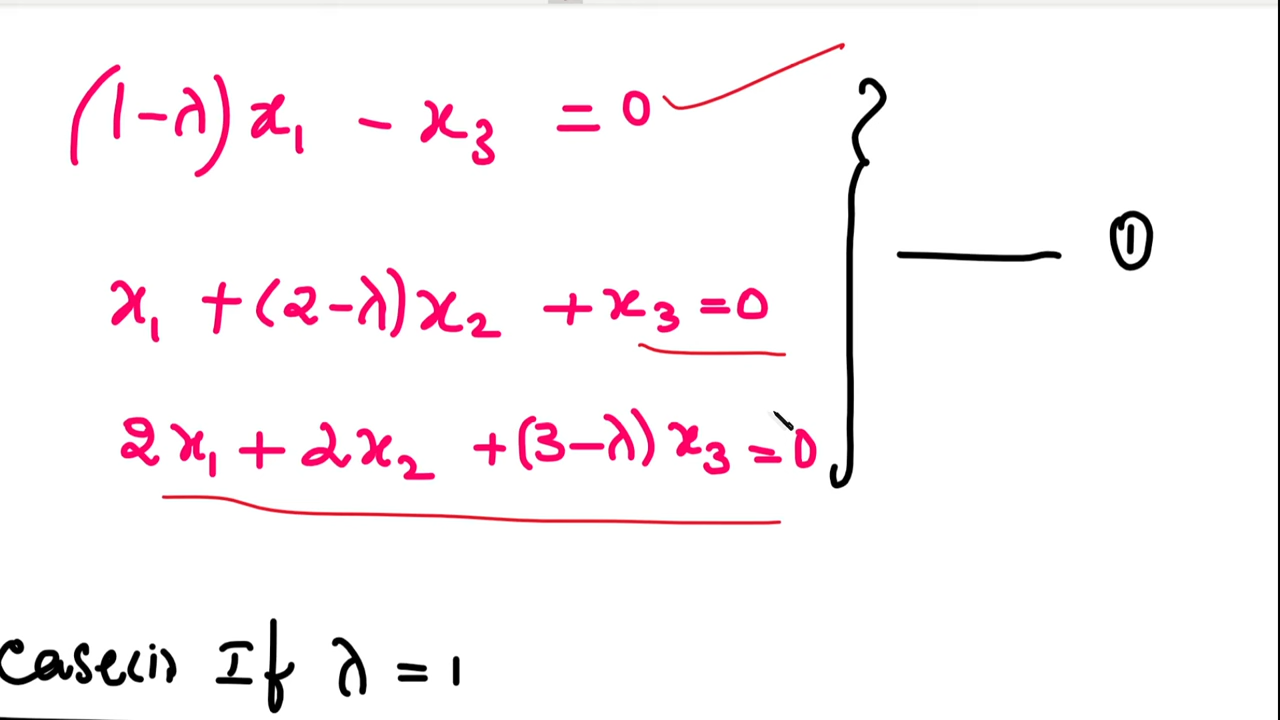 (1-λ)x₁ - x₃ = 0
x₁ + (2-λ)x₂ + x₃ = 0
①
2x₁ + 2x₂ + (3-λ)x₃ = 0
Case(i) If λ = 1